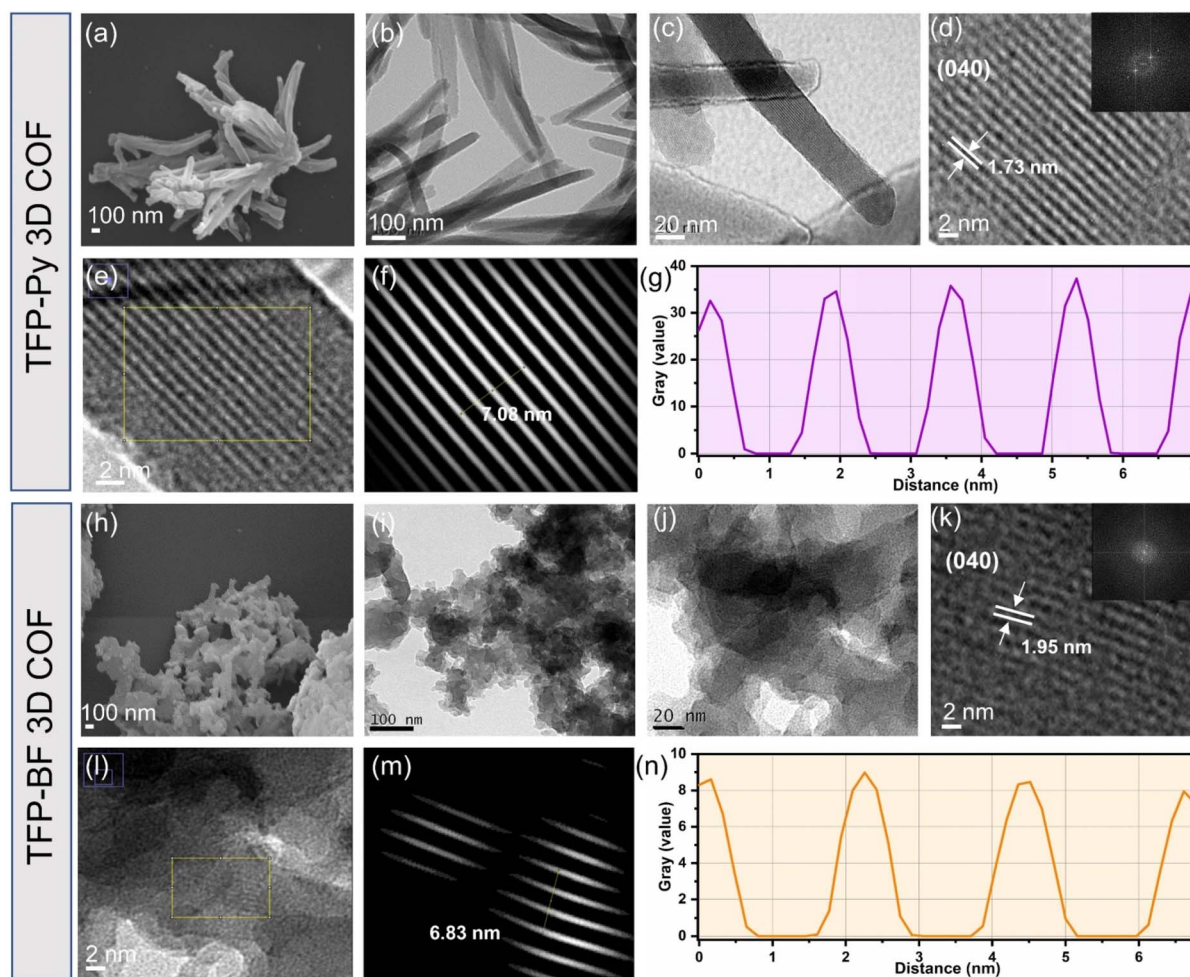 TFP-Py 3D COF
(a)
100 nm
(b)
100 nm
(c)
20 nm
(d)
(040)
1.73 nm
2 nm
(e)
2 nm
(f)
7.08 nm
(g)
Gray (value)
40
30
20
10
0
0 1 2 3 4 5 6
Distance (nm)
TFP-BF 3D COF
(h)
100 nm
(i)
100 nm
(j)
20 nm
(k)
(040)
1.95 nm
2 nm
(l)
2 nm
(m)
6.83 nm
(n)
Gray (value)
10
8
6
4
2
0
0 1 2 3 4 5 6
Distance (nm)